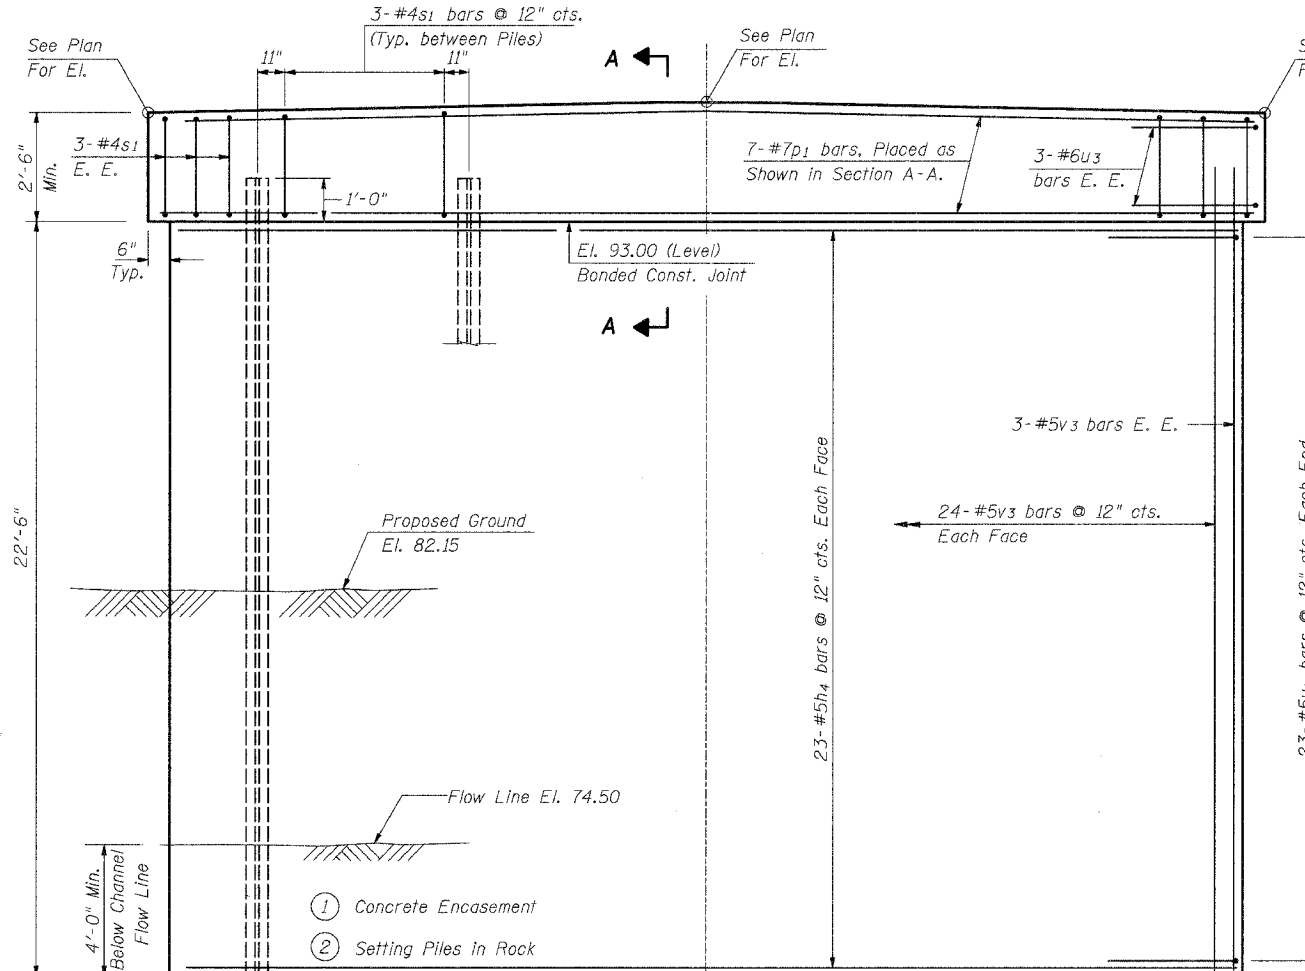 3-#4s1 bars @ 12" cts.
(Typ. between Piles)
See Plan
For El.
11"
11"
A
See Plan
For El.
2'-6"
Min.
3-#4s1
E. E.
1'-0"
7-#7p1 bars, Placed as
Shown in Section A-A.
3-#6u3
bars E. E.
6"
Typ.
El. 93.00 (Level)
Bonded Const. Joint
A
3-#5v3 bars E. E.
23-#5h4 bars @ 12" cts. Each Face
24-#5v3 bars @ 12" cts.
Each Face
22'-6"
Proposed Ground
El. 82.15
Flow Line El. 74.50
4'-0" Min.
Below Channel
Flow Line
1 Concrete Encasement
2 Setting Piles in Rock